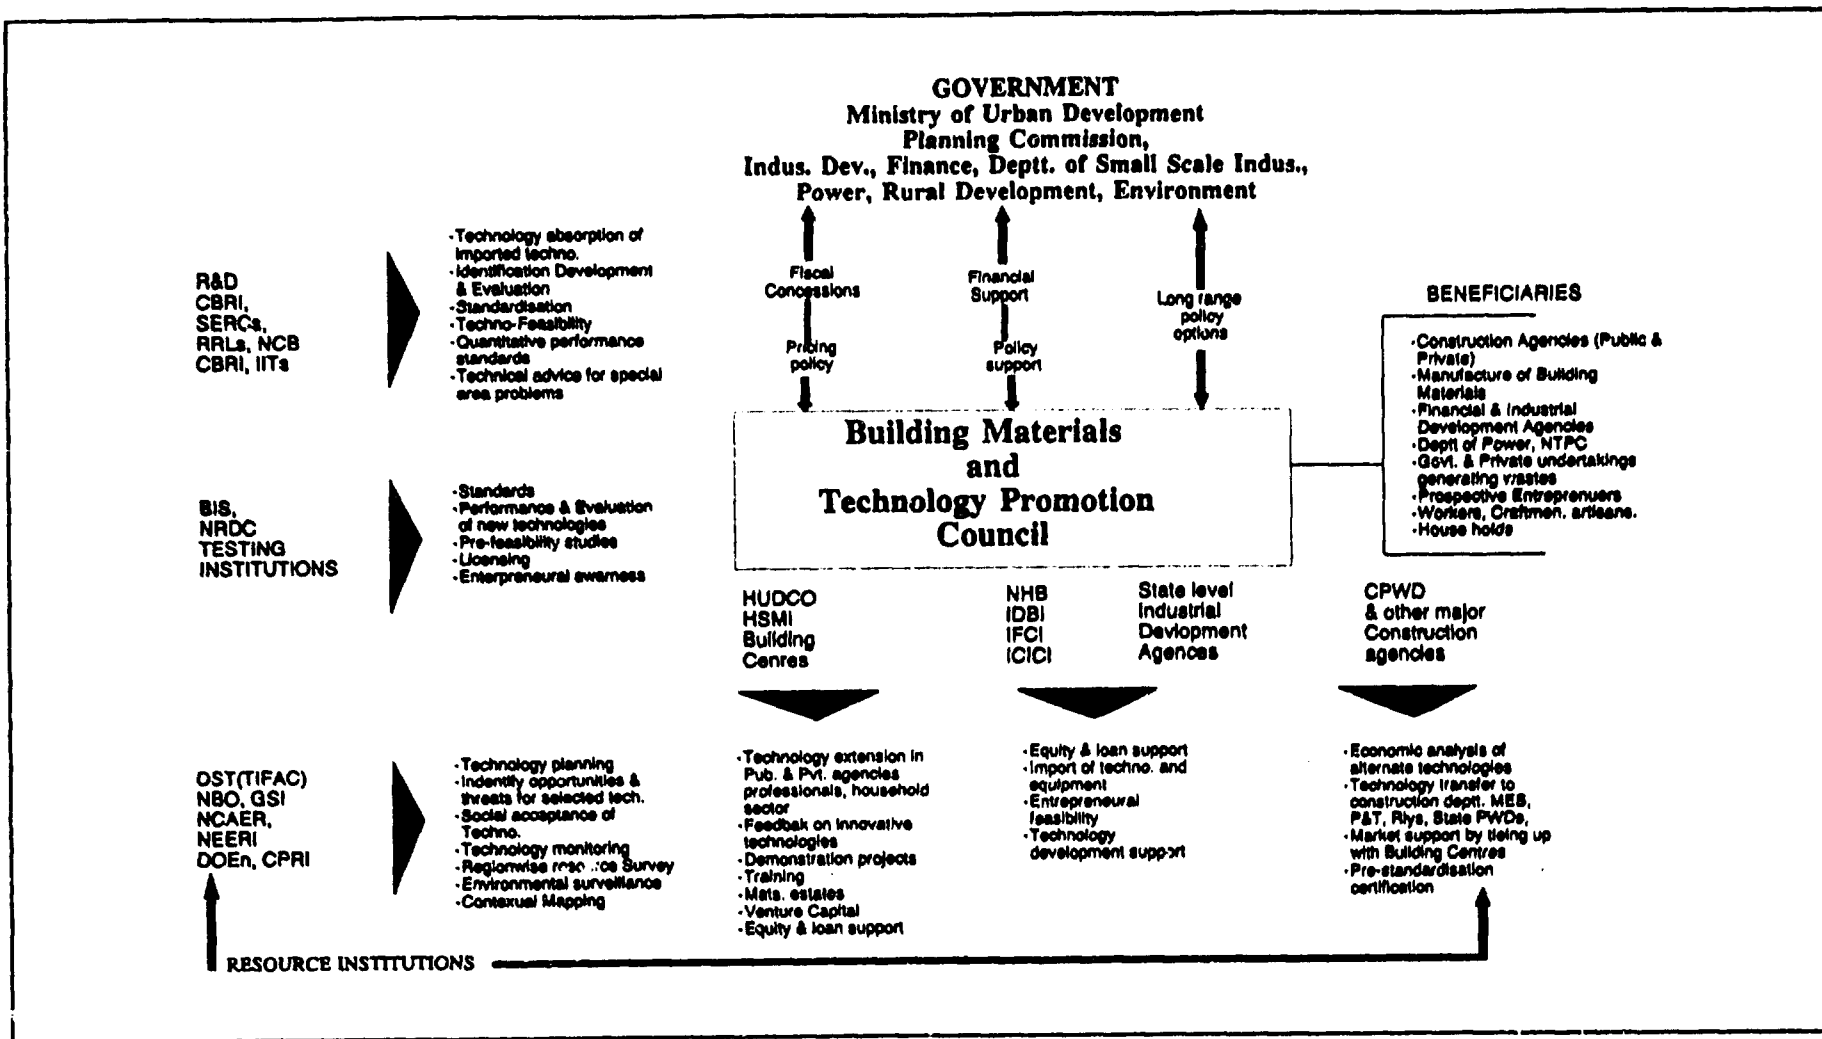 GOVERNMENT
Ministry of Urban Development
Planning Commission,
Indus. Dev., Finance, Deptt. of Small Scale Indus.,
Power, Rural Development, Environment
Fiscal
Concessions
Pricing
policy
Financial
Support
Policy
support
Long range
policy
options
R&D
CBRI,
SERCs,
RRLs, NCB
CBRI, IITs
-Technology absorption of
imported techno.
-Identification Development
& Evaluation
-Standardisation
-Techno-Feasibility
-Quantitative performance
standards
-Technical advice for special
area problems
Building Materials
and
Technology Promotion
Council
BENEFICIARIES
-Construction Agencies (Public &
Private)
-Manufacture of Building
Materials
-Financial & Industrial
Development Agencies
-Deptt of Power, NTPC
-Govt. & Private undertakings
generating wastes
-Prospective Entreprenuers
-Workers, Craftmen, artisans.
-House holds
BIS,
NRDC
TESTING
INSTITUTIONS
-Standards
-Performance & Evaluation
of new technologies
-Pre-feasibility studies
-Licensing
-Enterpreneural awarness
HUDCO
HSMI
Building
Cenres
NHB
IDBI
IFCI
ICICI
State level
Industrial
Devlopment
Agences
CPWD
& other major
Construction
agencies
DST(TIFAC)
NBO, GSI
NCAER,
NEERI
DOEn, CPRI
-Technology planning
-Indentify opportunities &
threats for selected tech.
-Social acceptance of
Techno.
-Technology monitoring
-Regionwise Survey
-Environmental surveillance
-Contexual Mapping
-Technology extension in
Pub. & Pvt. agencies
professionals, household
sector
-Feedbak on innovative
technologies
-Demonstration projects
-Training
-Mats. estates
-Venture Capital
-Equity & loan support
-Equity & loan support
-Import of techno. and
equipment
-Entrepreneural
feasibility
-Technology
development support
-Economic analysis of
alternate technologies
-Technology transfer to
construction deptt. MES,
P&T, Rlys, State PWDs,
-Market support by tieing up
with Building Centres
-Pre-standardisation
certification
RESOURCE INSTITUTIONS